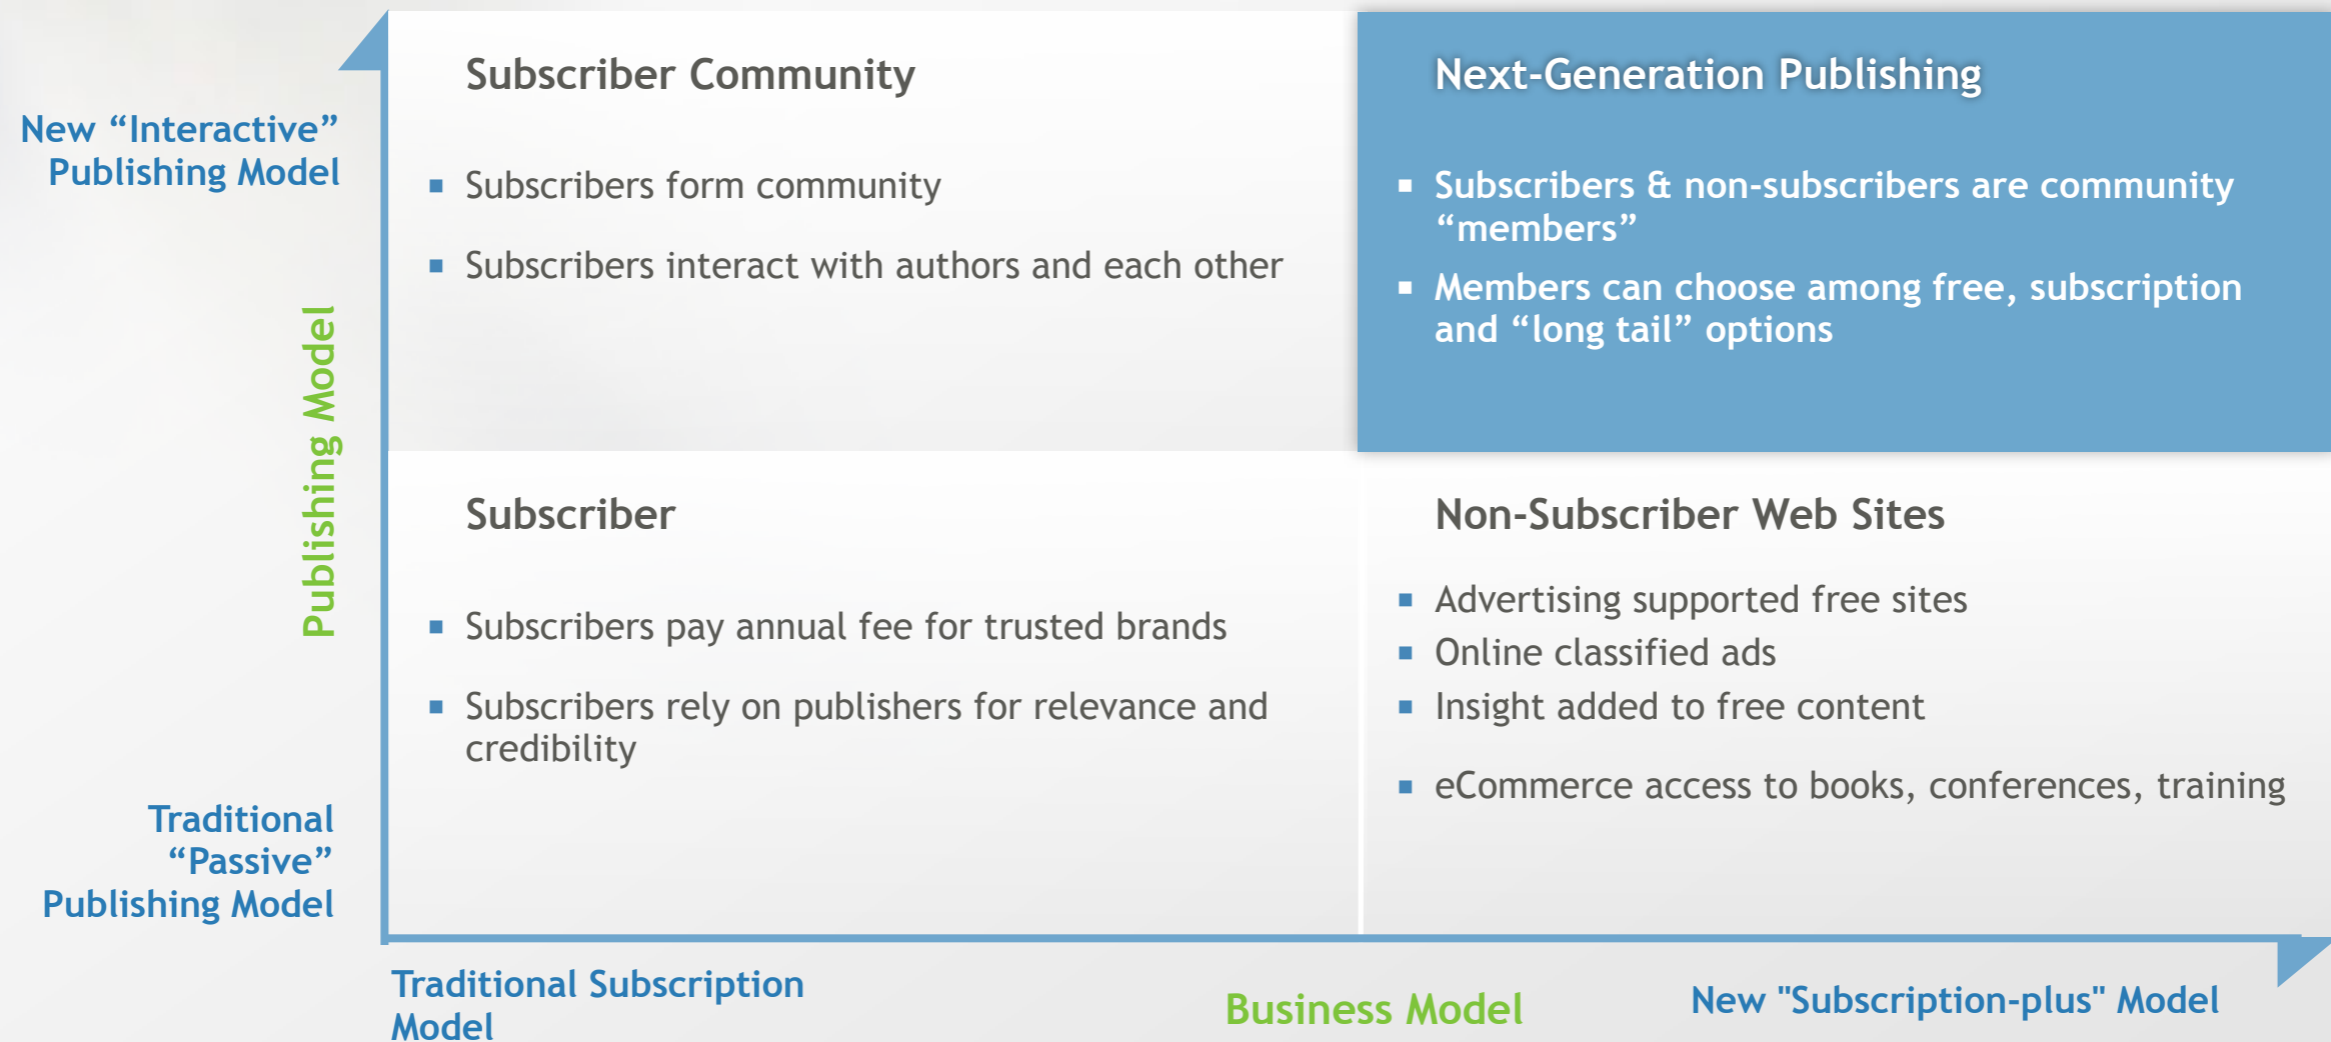 Subscriber Community
Next-Generation Publishing
New “Interactive”
Publishing Model
▪ Subscribers form community
▪ Subscribers interact with authors and each other
▪ Subscribers & non-subscribers are community
“members”
▪ Members can choose among free, subscription
and “long tail” options
Publishing Model
Subscriber
▪ Subscribers pay annual fee for trusted brands
▪ Subscribers rely on publishers for relevance and
credibility
Non-Subscriber Web Sites
▪ Advertising supported free sites
▪ Online classified ads
▪ Insight added to free content
▪ eCommerce access to books, conferences, training
Traditional
“Passive”
Publishing Model
Traditional Subscription
Model
Business Model
New "Subscription-plus" Model